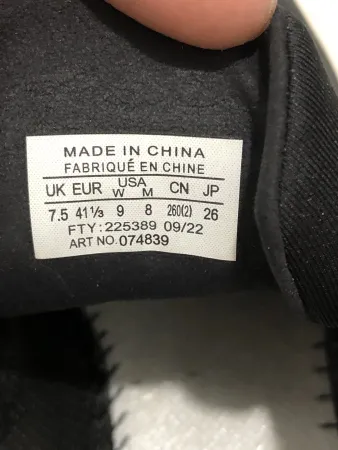 MADE IN CHINA
FABRIQUÉ EN CHINE
UK EUR USA W M CN JP
7.5 41⅓ 9 8 260(2) 26
FTY: 225389 09/22
ART NO. 074839